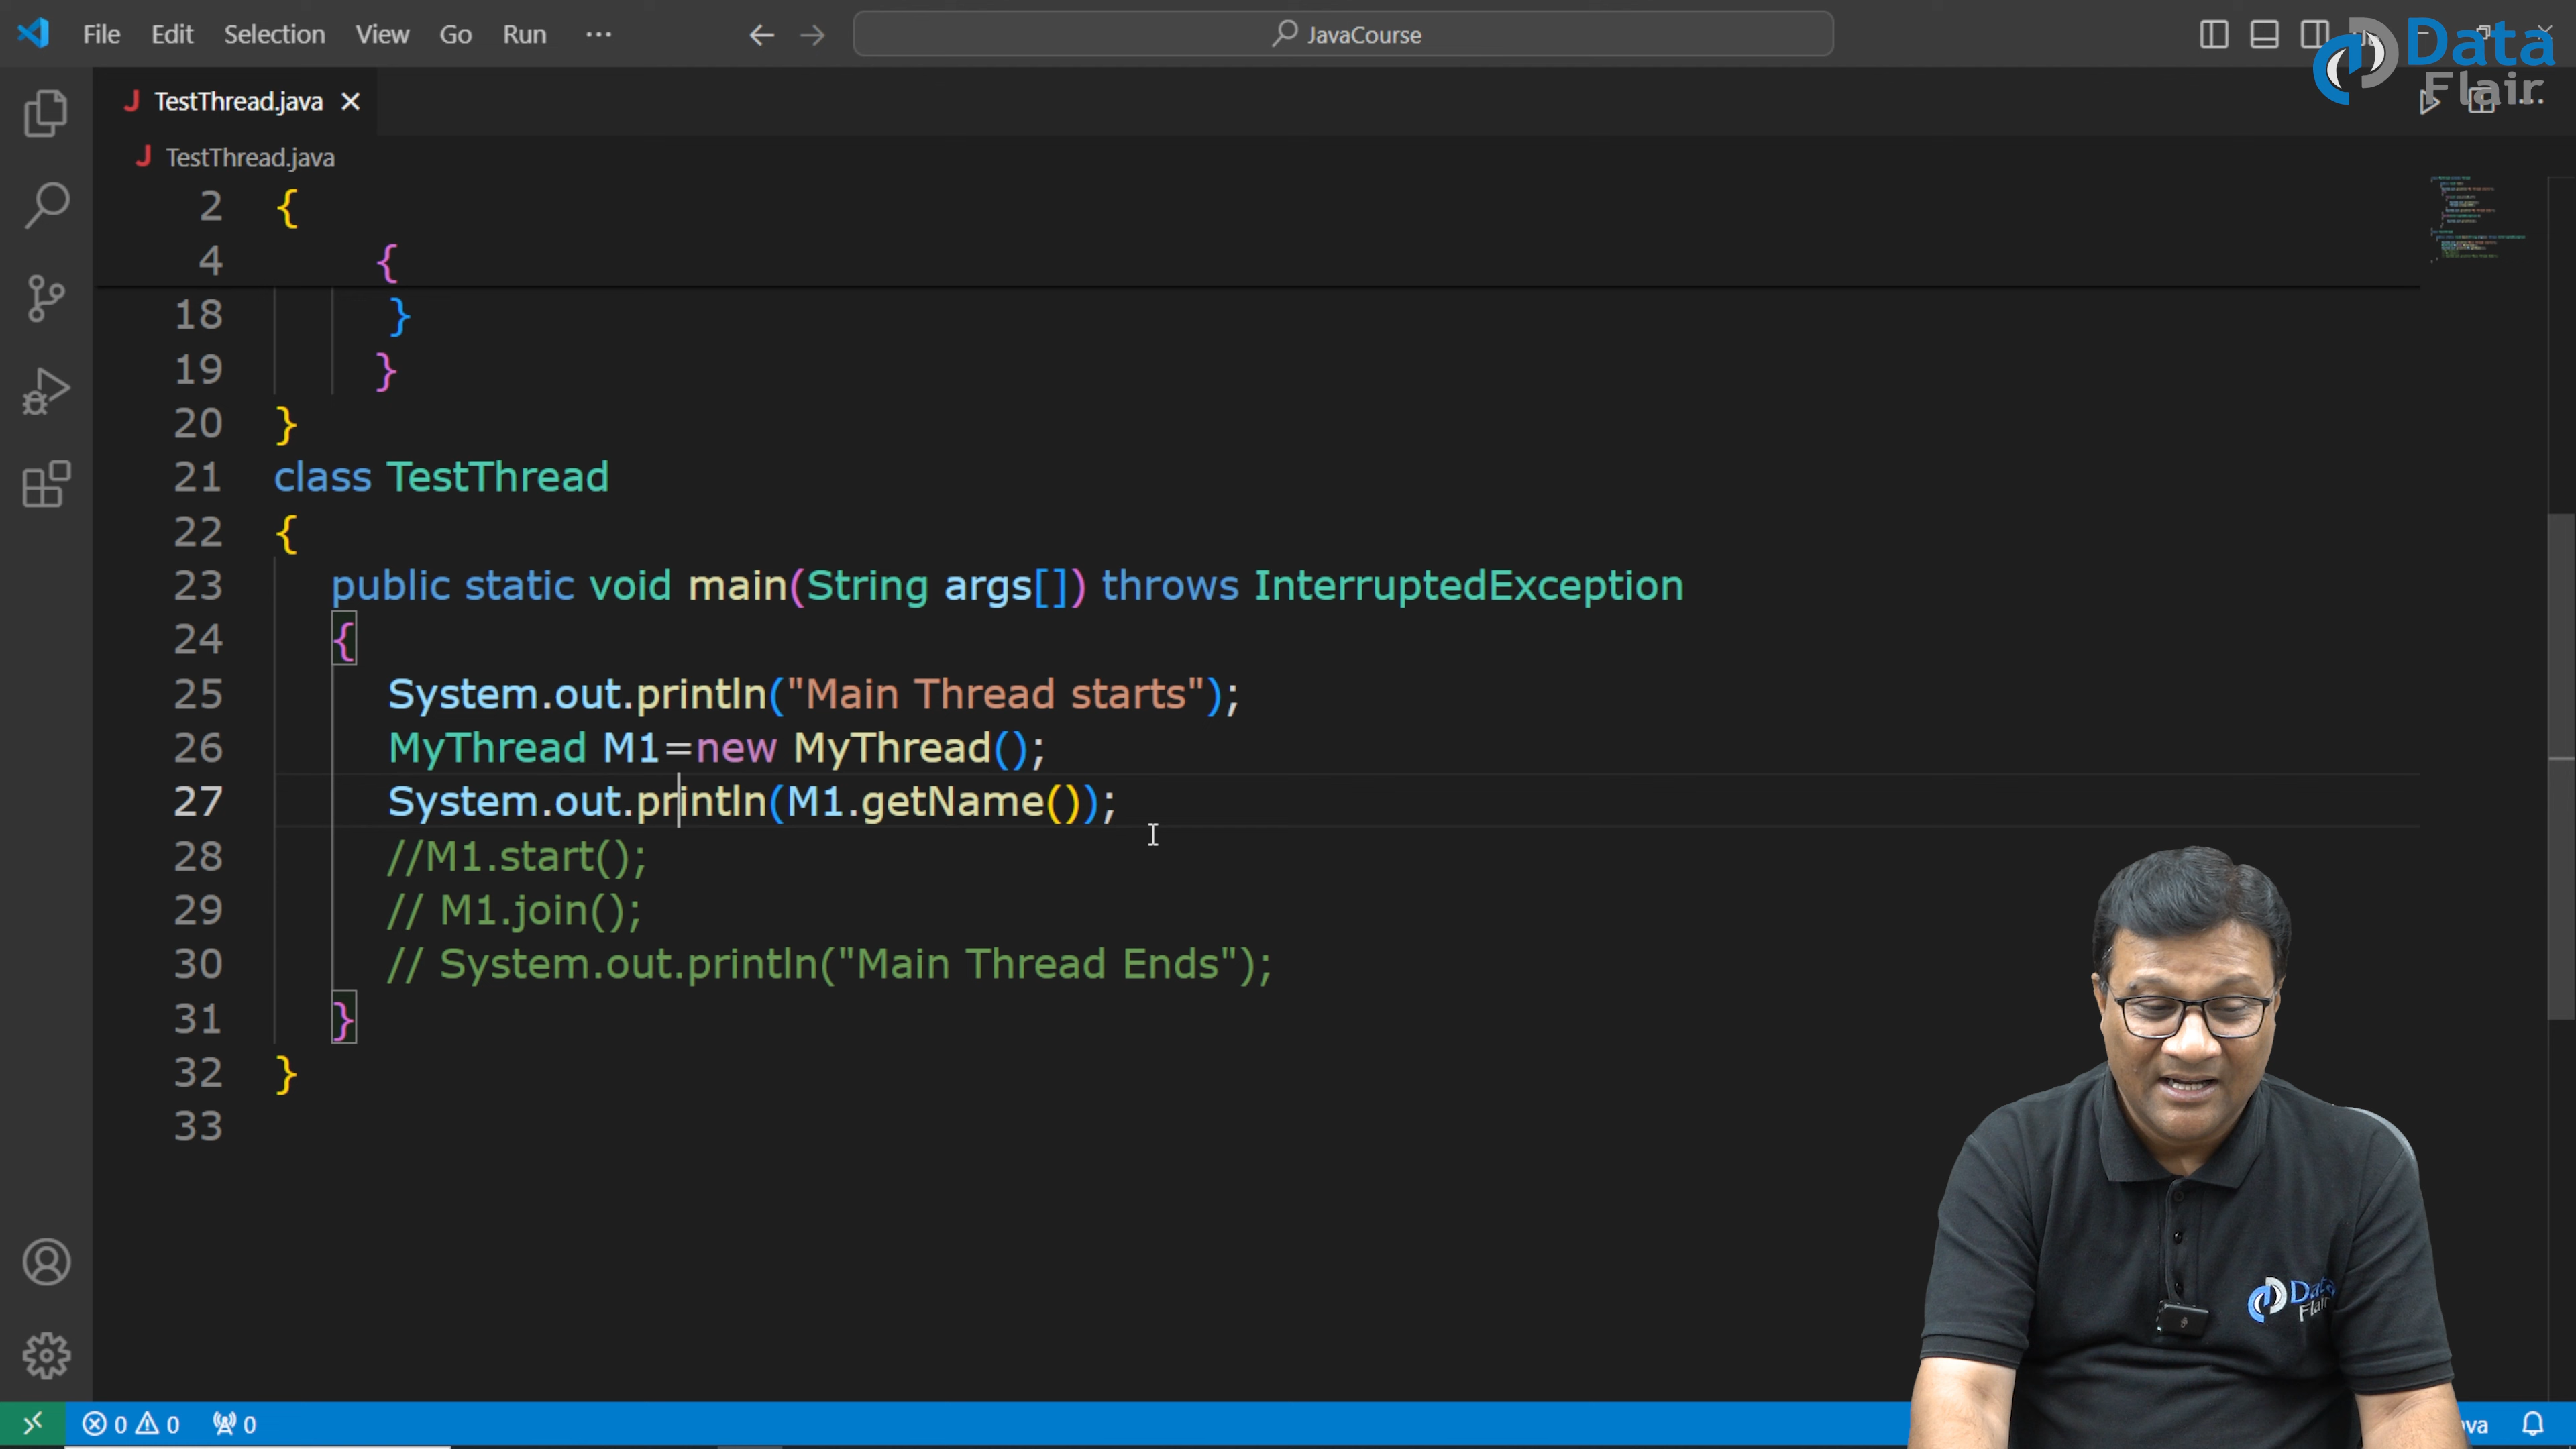 File Edit Selection View Go Run ··· JavaCourse
Data
Flair
J TestThread.java
J TestThread.java
2 {
4 {
18 }
19 }
20 }
21 class TestThread
22 {
23 public static void main(String args[]) throws InterruptedException
24 {
25 System.out.println("Main Thread starts");
26 MyThread M1=new MyThread();
27 System.out.println(M1.getName());
28 //M1.start();
29 // M1.join();
30 // System.out.println("Main Thread Ends");
31 }
32 }
33
Data
Flair
0 0 0